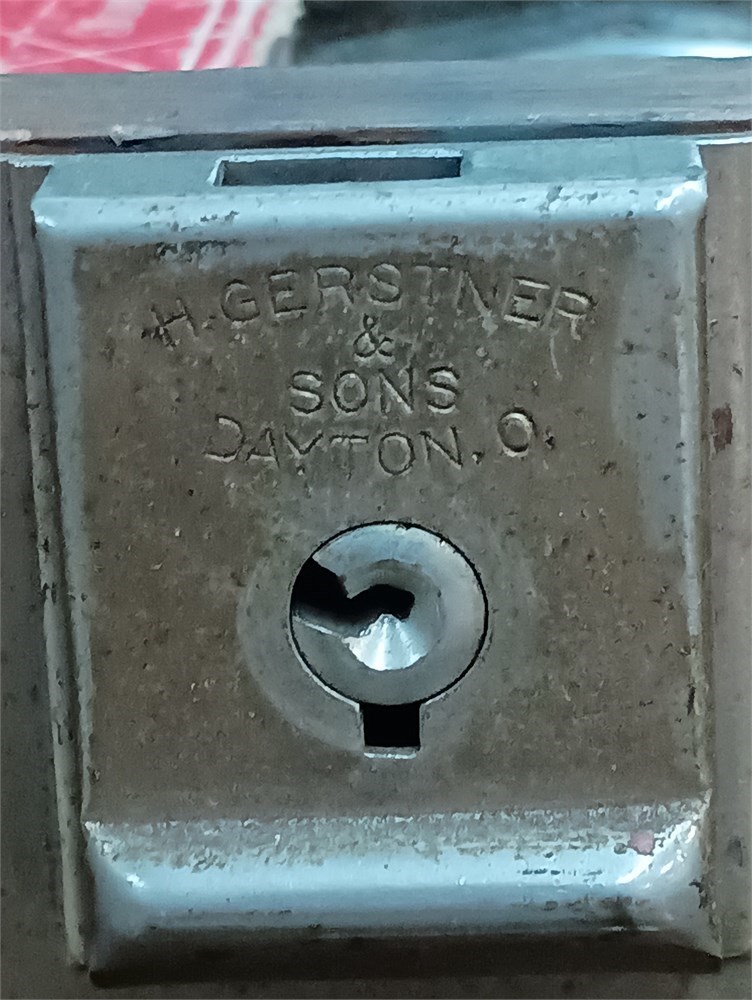 H. GERSTNER
&
SONS
DAYTON, O.